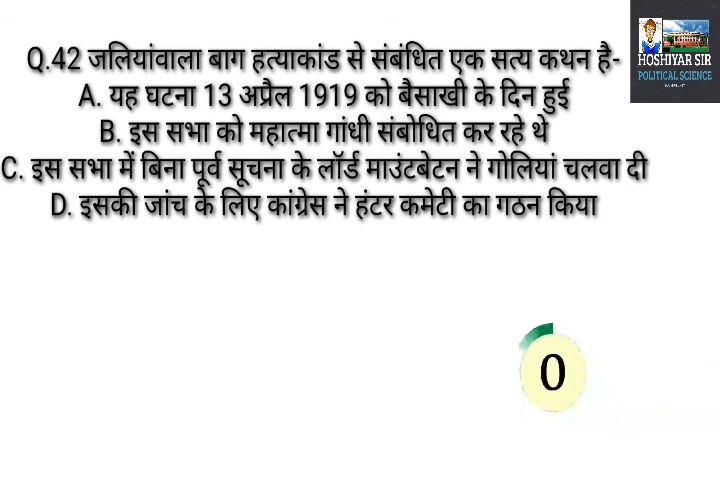 Q.42 जलियांवाला बाग हत्याकांड से संबंधित एक सत्य कथन है-
A. यह घटना 13 अप्रैल 1919 को बैसाखी के दिन हुई
B. इस सभा को महात्मा गांधी संबोधित कर रहे थे
C. इस सभा में बिना पूर्व सूचना के लॉर्ड माउंटबेटन ने गोलियां चलवा दी
D. इसकी जांच के लिए कांग्रेस ने हंटर कमेटी का गठन किया
HOSHIYAR SIR
POLITICAL SCIENCE
0